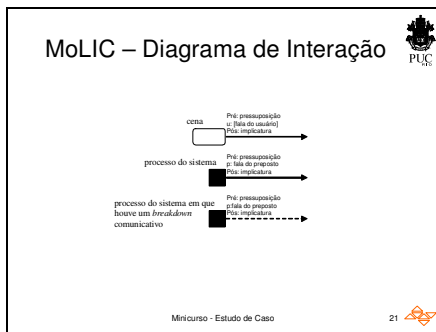 MoLIC – Diagrama de Interação
PUC
RIO
cena
Pré: pressuposição
u: [fala do usuário]
Pós: implicatura
processo do sistema
Pré: pressuposição
p: fala do preposto
Pós: implicatura
processo do sistema em que
houve um breakdown
comunicativo
Pré: pressuposição
p:fala do preposto
Pós: implicatura
Minicurso - Estudo de Caso
21